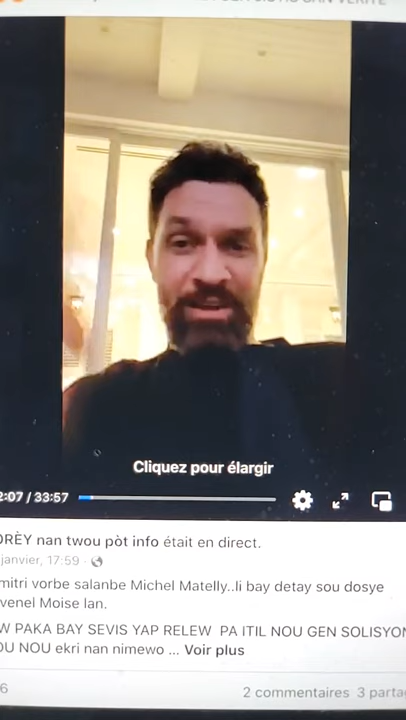 Cliquez pour élargir
2:07 / 33:57
ORÈY nan twou pòt info était en direct.
janvier, 17:59
mitri vorbe salanbe Michel Matelly..li bay detay sou dosye
venel Moise lan.
W PAKA BAY SEVIS YAP RELEW PA ITIL NOU GEN SOLISYON
OU NOU ekri nan nimewo ... Voir plus
6
2 commentaires 3 parta